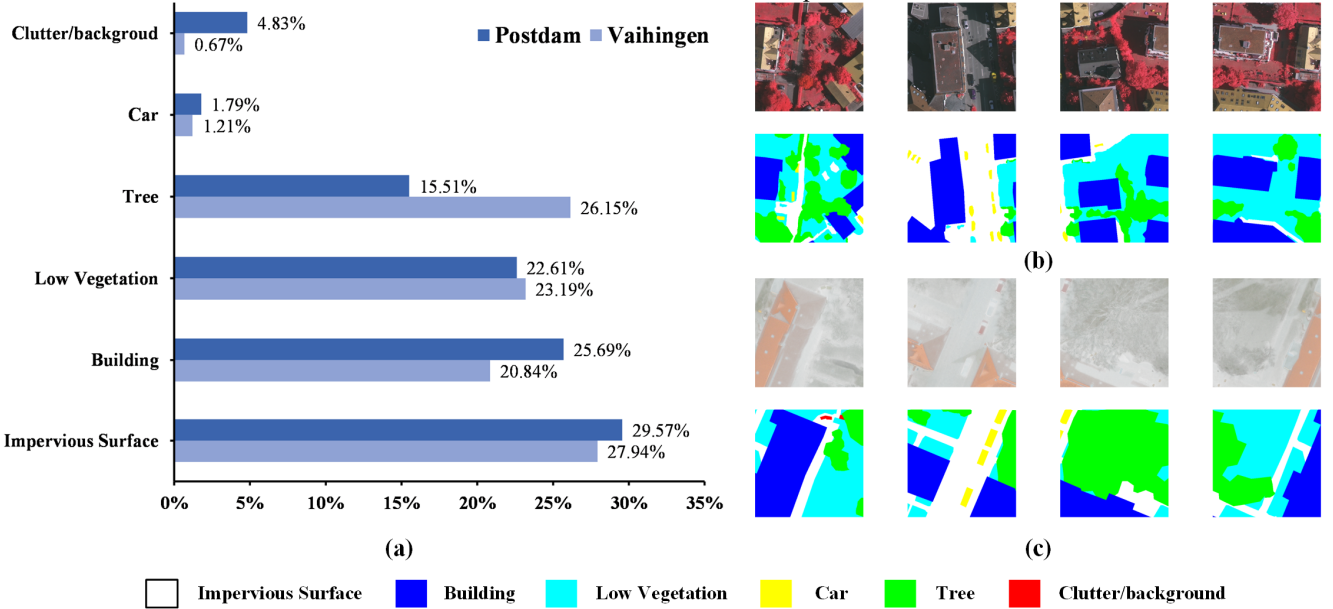 Clutter/backgroud
4.83%
0.67%
Postdam
Vaihingen
Car
1.79%
1.21%
Tree
15.51%
26.15%
Low Vegetation
22.61%
23.19%
Building
25.69%
20.84%
Impervious Surface
29.57%
27.94%
0%
5%
10%
15%
20%
25%
30%
35%
(a)
(b)
(c)
Impervious Surface
Building
Low Vegetation
Car
Tree
Clutter/background